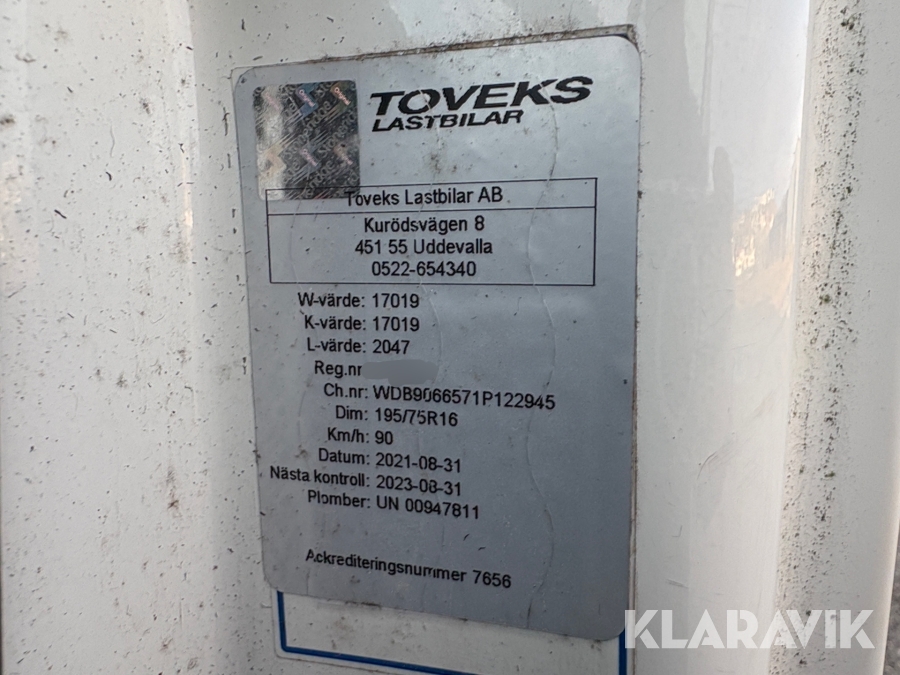 TOVEKS
LASTBILAR
Toveks Lastbilar AB
Kurödsvägen 8
451 55 Uddevalla
0522-654340
W-värde: 17019
K-värde: 17019
L-värde: 2047
Reg.nr
Ch.nr: WDB9066571P122945
Dim: 195/75R16
Km/h: 90
Datum: 2021-08-31
Nästa kontroll: 2023-08-31
Plomber: UN 00947811
Ackrediteringsnummer 7656
KLARAVIK